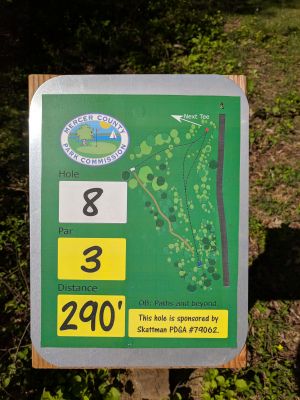 MERCER COUNTY
PARK COMMISSION
Next Tee
Hole
8
Par
3
Distance
290'
OB: Paths and beyond.
This hole is sponsored by
Skattman PDGA #79062.